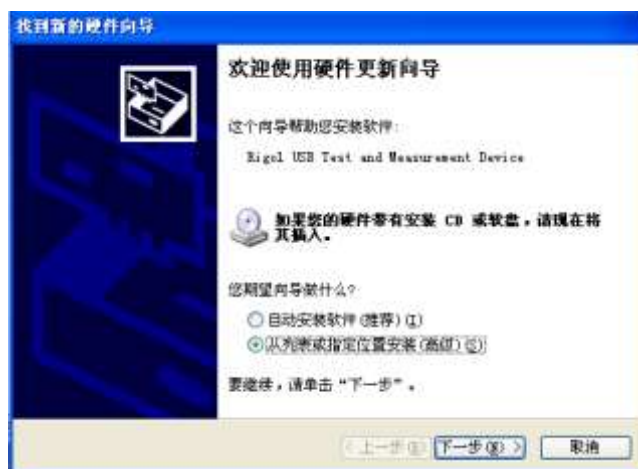 找到新的硬件向导
欢迎使用硬件更新向导
这个向导帮助您安装软件:
Rigol USB Test and Measurement Device
如果您的硬件带有安装 CD 或软盘，请现在将
其插入。
您期望向导做什么?
自动安装软件(推荐)(I)
从列表或指定位置安装(高级)(S)
要继续，请单击“下一步”。
<上一步(B) 下一步(N) > 取消